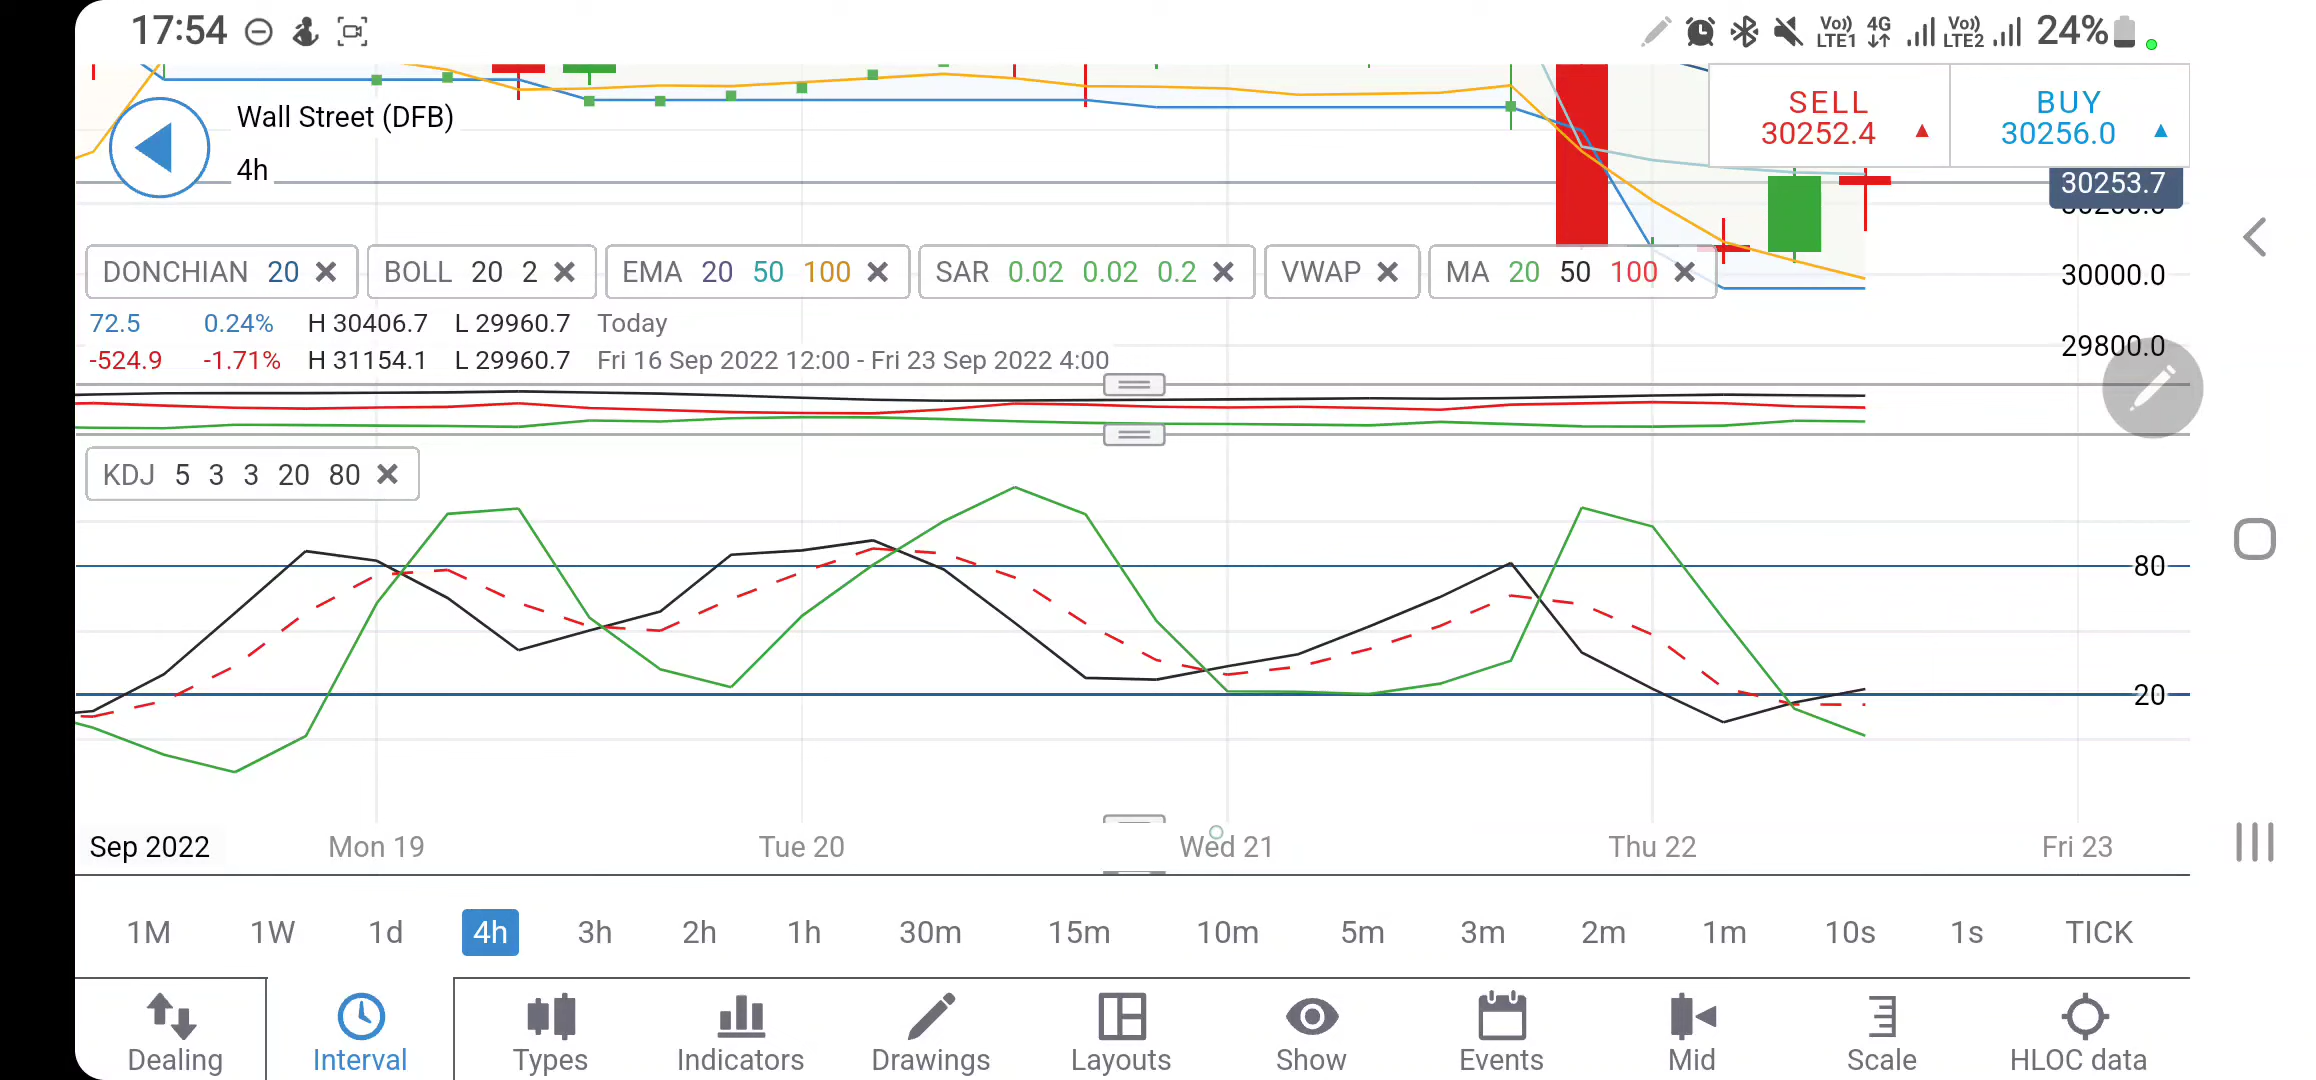 17:54
Vo)) LTE1 4G Vo)) LTE2 24%
Wall Street (DFB)
4h
SELL
30252.4
BUY
30256.0
30253.7
30000.0
29800.0
DONCHIAN 20
BOLL 20 2
EMA 20 50 100
SAR 0.02 0.02 0.2
VWAP
MA 20 50 100
72.5 0.24% H 30406.7 L 29960.7 Today
-524.9 -1.71% H 31154.1 L 29960.7 Fri 16 Sep 2022 12:00 - Fri 23 Sep 2022 4:00
KDJ 5 3 3 20 80
80
20
Sep 2022 Mon 19 Tue 20 Wed 21 Thu 22 Fri 23
1M 1W 1d 4h 3h 2h 1h 30m 15m 10m 5m 3m 2m 1m 10s 1s TICK
Dealing Interval Types Indicators Drawings Layouts Show Events Mid Scale HLOC data